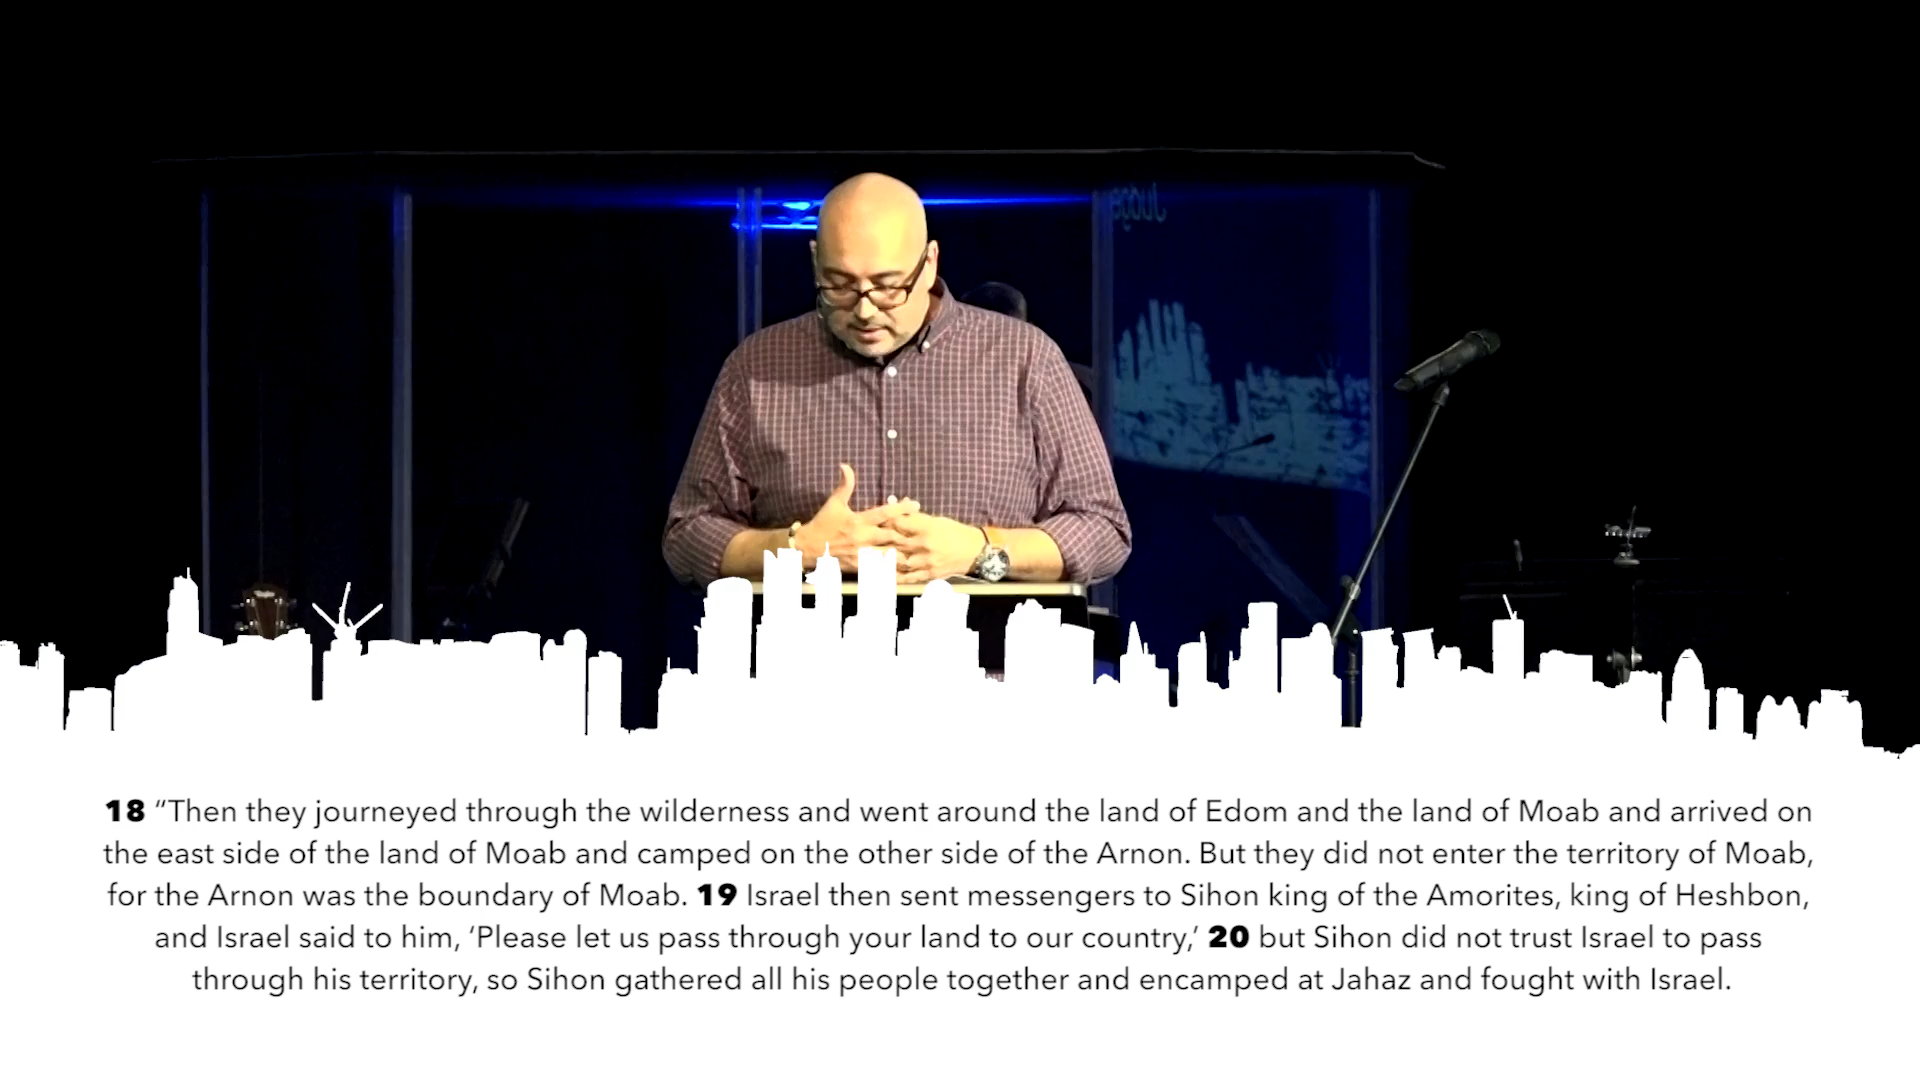 Judge
18 “Then they journeyed through the wilderness and went around the land of Edom and the land of Moab and arrived on
the east side of the land of Moab and camped on the other side of the Arnon. But they did not enter the territory of Moab,
for the Arnon was the boundary of Moab. 19 Israel then sent messengers to Sihon king of the Amorites, king of Heshbon,
and Israel said to him, ‘Please let us pass through your land to our country,’ 20 but Sihon did not trust Israel to pass
through his territory, so Sihon gathered all his people together and encamped at Jahaz and fought with Israel.